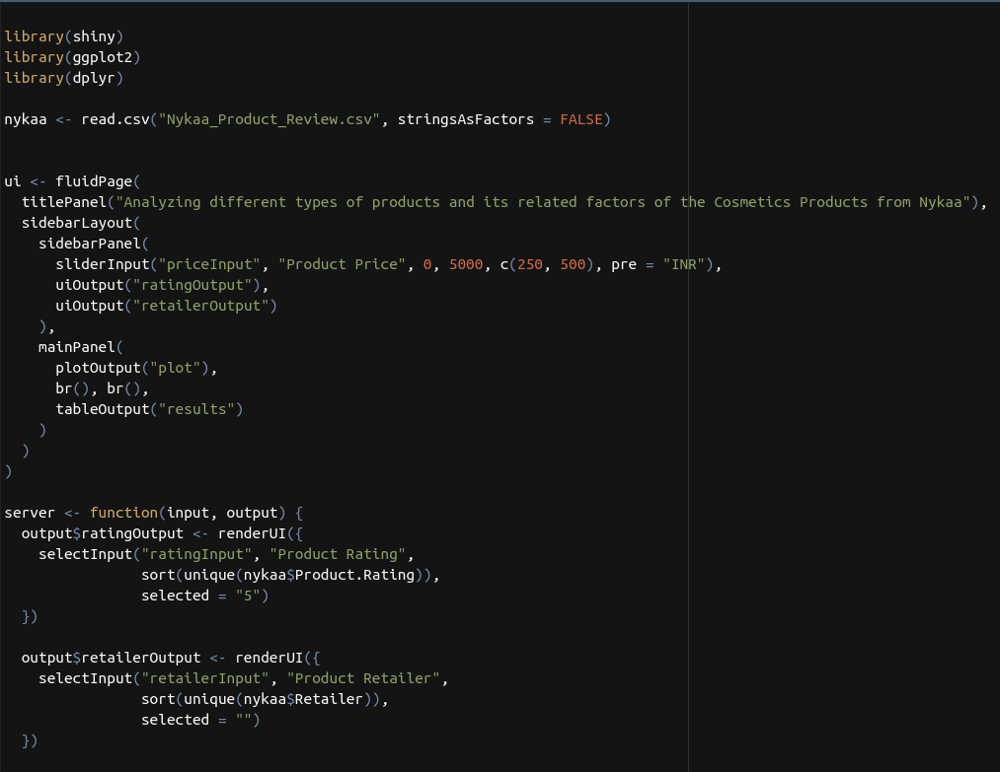 library(shiny)
library(ggplot2)
library(dplyr)

nykaa <- read.csv("Nykaa_Product_Review.csv", stringsAsFactors = FALSE)


ui <- fluidPage(
  titlePanel("Analyzing different types of products and its related factors of the Cosmetics Products from Nykaa"),
  sidebarLayout(
    sidebarPanel(
      sliderInput("priceInput", "Product Price", 0, 5000, c(250, 500), pre = "INR"),
      uiOutput("ratingOutput"),
      uiOutput("retailerOutput")
    ),
    mainPanel(
      plotOutput("plot"),
      br(), br(),
      tableOutput("results")
    )
  )
)

server <- function(input, output) {
  output$ratingOutput <- renderUI({
    selectInput("ratingInput", "Product Rating",
                sort(unique(nykaa$Product.Rating)),
                selected = "5")
  })

  output$retailerOutput <- renderUI({
    selectInput("retailerInput", "Product Retailer",
                sort(unique(nykaa$Retailer)),
                selected = "")
  })